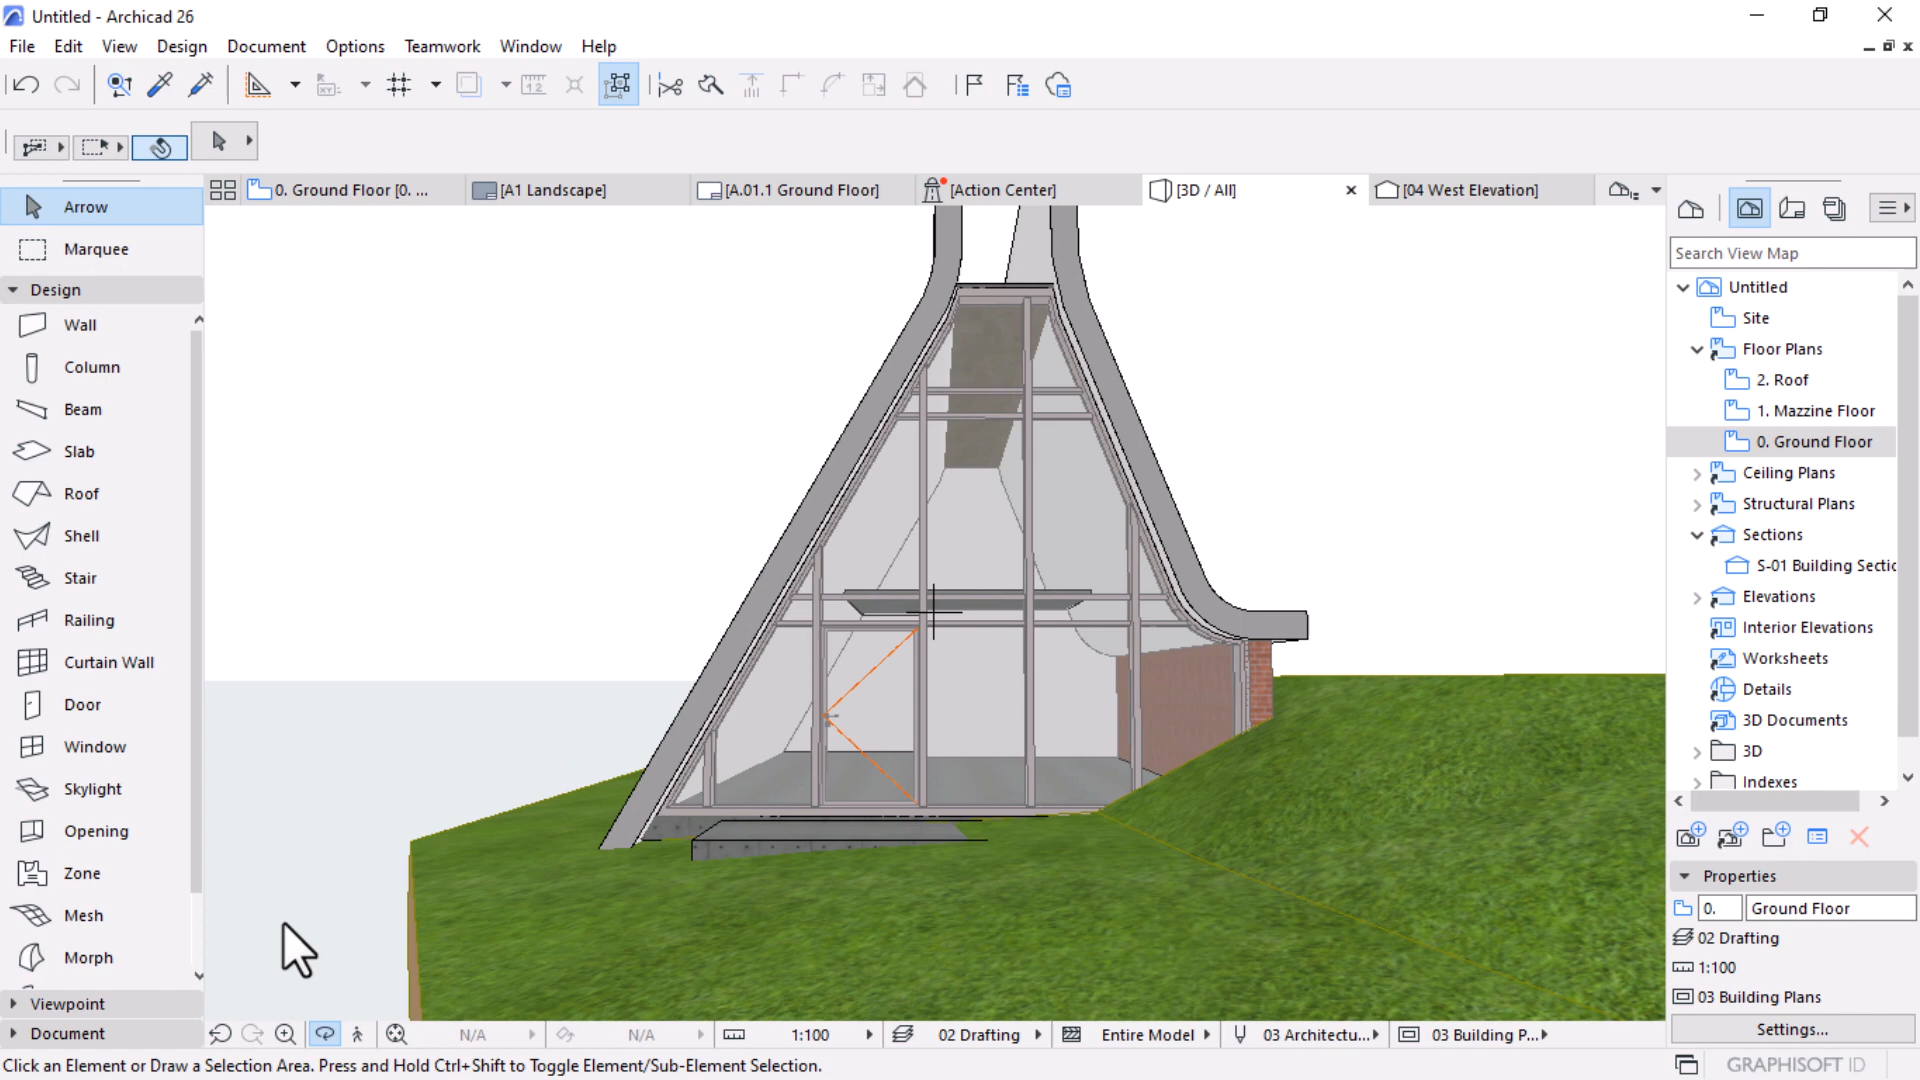 Untitled - Archicad 26
File Edit View Design Document Options Teamwork Window Help
0. Ground Floor [0. ...
[A1 Landscape]
[A.01.1 Ground Floor]
[Action Center]
[3D / All]
[04 West Elevation]
Arrow
Marquee
Design
Wall
Column
Beam
Slab
Roof
Shell
Stair
Railing
Curtain Wall
Door
Window
Skylight
Opening
Zone
Mesh
Morph
Viewpoint
Document
Search View Map
Untitled
Site
Floor Plans
2. Roof
1. Mazzine Floor
0. Ground Floor
Ceiling Plans
Structural Plans
Sections
S-01 Building Sectic
Elevations
Interior Elevations
Worksheets
Details
3D Documents
3D
Indexes
Properties
0. Ground Floor
02 Drafting
1:100
03 Building Plans
Settings...
N/A N/A 1:100 02 Drafting Entire Model 03 Architectu... 03 Building P...
Click an Element or Draw a Selection Area. Press and Hold Ctrl+Shift to Toggle Element/Sub-Element Selection.
GRAPHISOFT ID